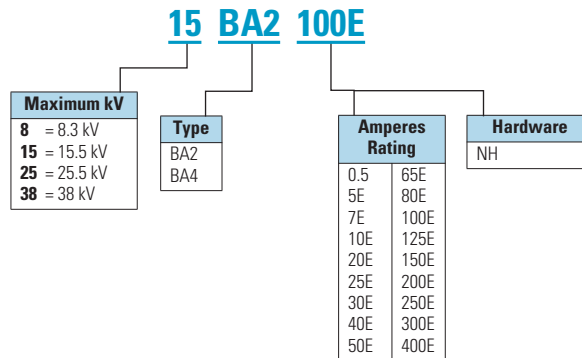 15 BA2 100E
Maximum kV
8 = 8.3 kV
15 = 15.5 kV
25 = 25.5 kV
38 = 38 kV
Type
BA2
BA4
Amperes
Rating
0.5 65E
5E 80E
7E 100E
10E 125E
20E 150E
25E 200E
30E 250E
40E 300E
50E 400E
Hardware
NH